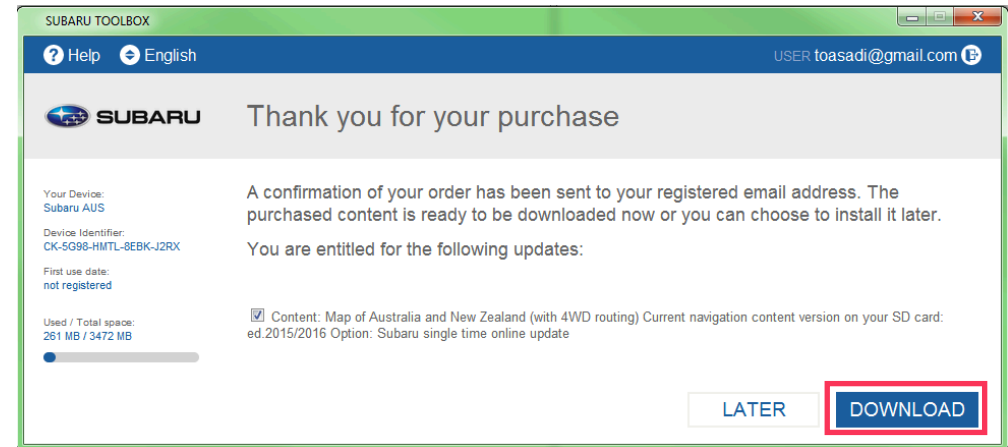 SUBARU TOOLBOX
? Help English
USER toasadi@gmail.com
SUBARU
Thank you for your purchase
Your Device:
Subaru AUS
Device Identifier:
CK-5G98-HMTL-8EBK-J2RX
First use date:
not registered
Used / Total space:
261 MB / 3472 MB
A confirmation of your order has been sent to your registered email address. The
purchased content is ready to be downloaded now or you can choose to install it later.
You are entitled for the following updates:
Content: Map of Australia and New Zealand (with 4WD routing) Current navigation content version on your SD card:
ed.2015/2016 Option: Subaru single time online update
LATER
DOWNLOAD